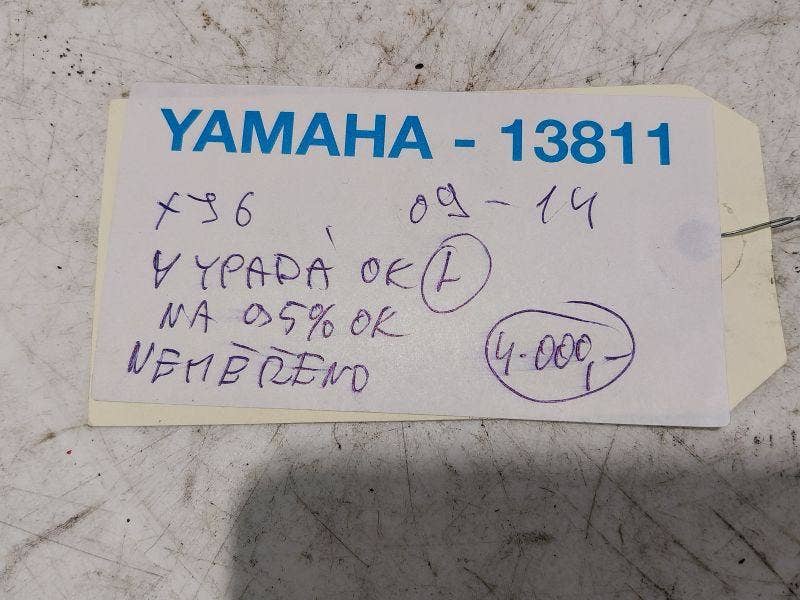 YAMAHA - 13811
XJ6 09-14
VYPADÁ OK L
NA 95% OK
NEMĚŘENO
4.000,-